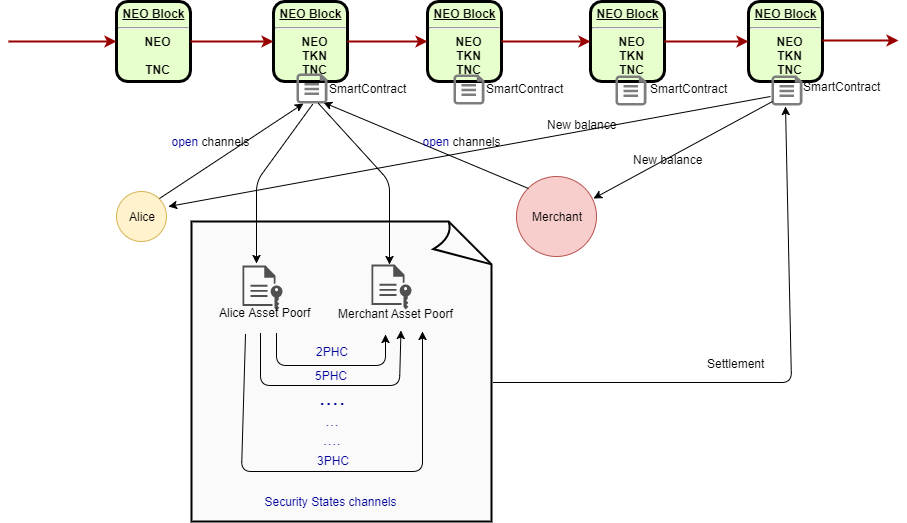 NEO Block
NEO
TNC
NEO Block
NEO
TKN
TNC
SmartContract
NEO Block
NEO
TKN
TNC
SmartContract
NEO Block
NEO
TKN
TNC
SmartContract
NEO Block
NEO
TKN
TNC
SmartContract
open channels
open channels
New balance
New balance
Alice
Merchant
Alice Asset Poorf
Merchant Asset Poorf
2PHC
5PHC
....
...
....
3PHC
Settlement
Security States channels